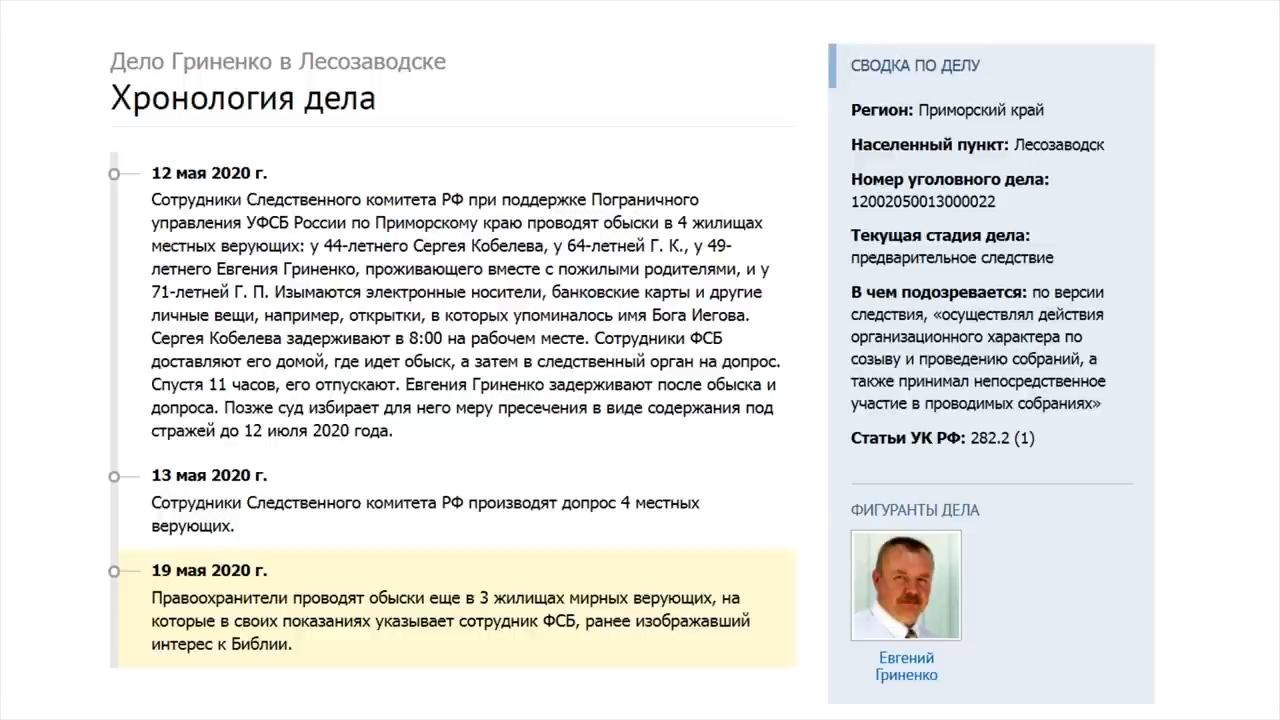 Дело Гриненко в Лесозаводске
Хронология дела
12 мая 2020 г.
Сотрудники Следственного комитета РФ при поддержке Пограничного
управления УФСБ России по Приморскому краю проводят обыски в 4 жилищах
местных верующих: у 44-летнего Сергея Кобелева, у 64-летней Г. К., у 49-
летнего Евгения Гриненко, проживающего вместе с пожилыми родителями, и у
71-летней Г. П. Изымаются электронные носители, банковские карты и другие
личные вещи, например, открытки, в которых упоминалось имя Бога Иегова.
Сергея Кобелева задерживают в 8:00 на рабочем месте. Сотрудники ФСБ
доставляют его домой, где идет обыск, а затем в следственный орган на допрос.
Спустя 11 часов, его отпускают. Евгения Гриненко задерживают после обыска и
допроса. Позже суд избирает для него меру пресечения в виде содержания под
стражей до 12 июля 2020 года.
13 мая 2020 г.
Сотрудники Следственного комитета РФ производят допрос 4 местных
верующих.
19 мая 2020 г.
Правоохранители проводят обыски еще в 3 жилищах мирных верующих, на
которые в своих показаниях указывает сотрудник ФСБ, ранее изображавший
интерес к Библии.
СВОДКА ПО ДЕЛУ
Регион: Приморский край
Населенный пункт: Лесозаводск
Номер уголовного дела:
12002050013000022
Текущая стадия дела:
предварительное следствие
В чем подозревается: по версии
следствия, «осуществлял действия
организационного характера по
созыву и проведению собраний, а
также принимал непосредственное
участие в проводимых собраниях»
Статьи УК РФ: 282.2 (1)
ФИГУРАНТЫ ДЕЛА
Евгений
Гриненко